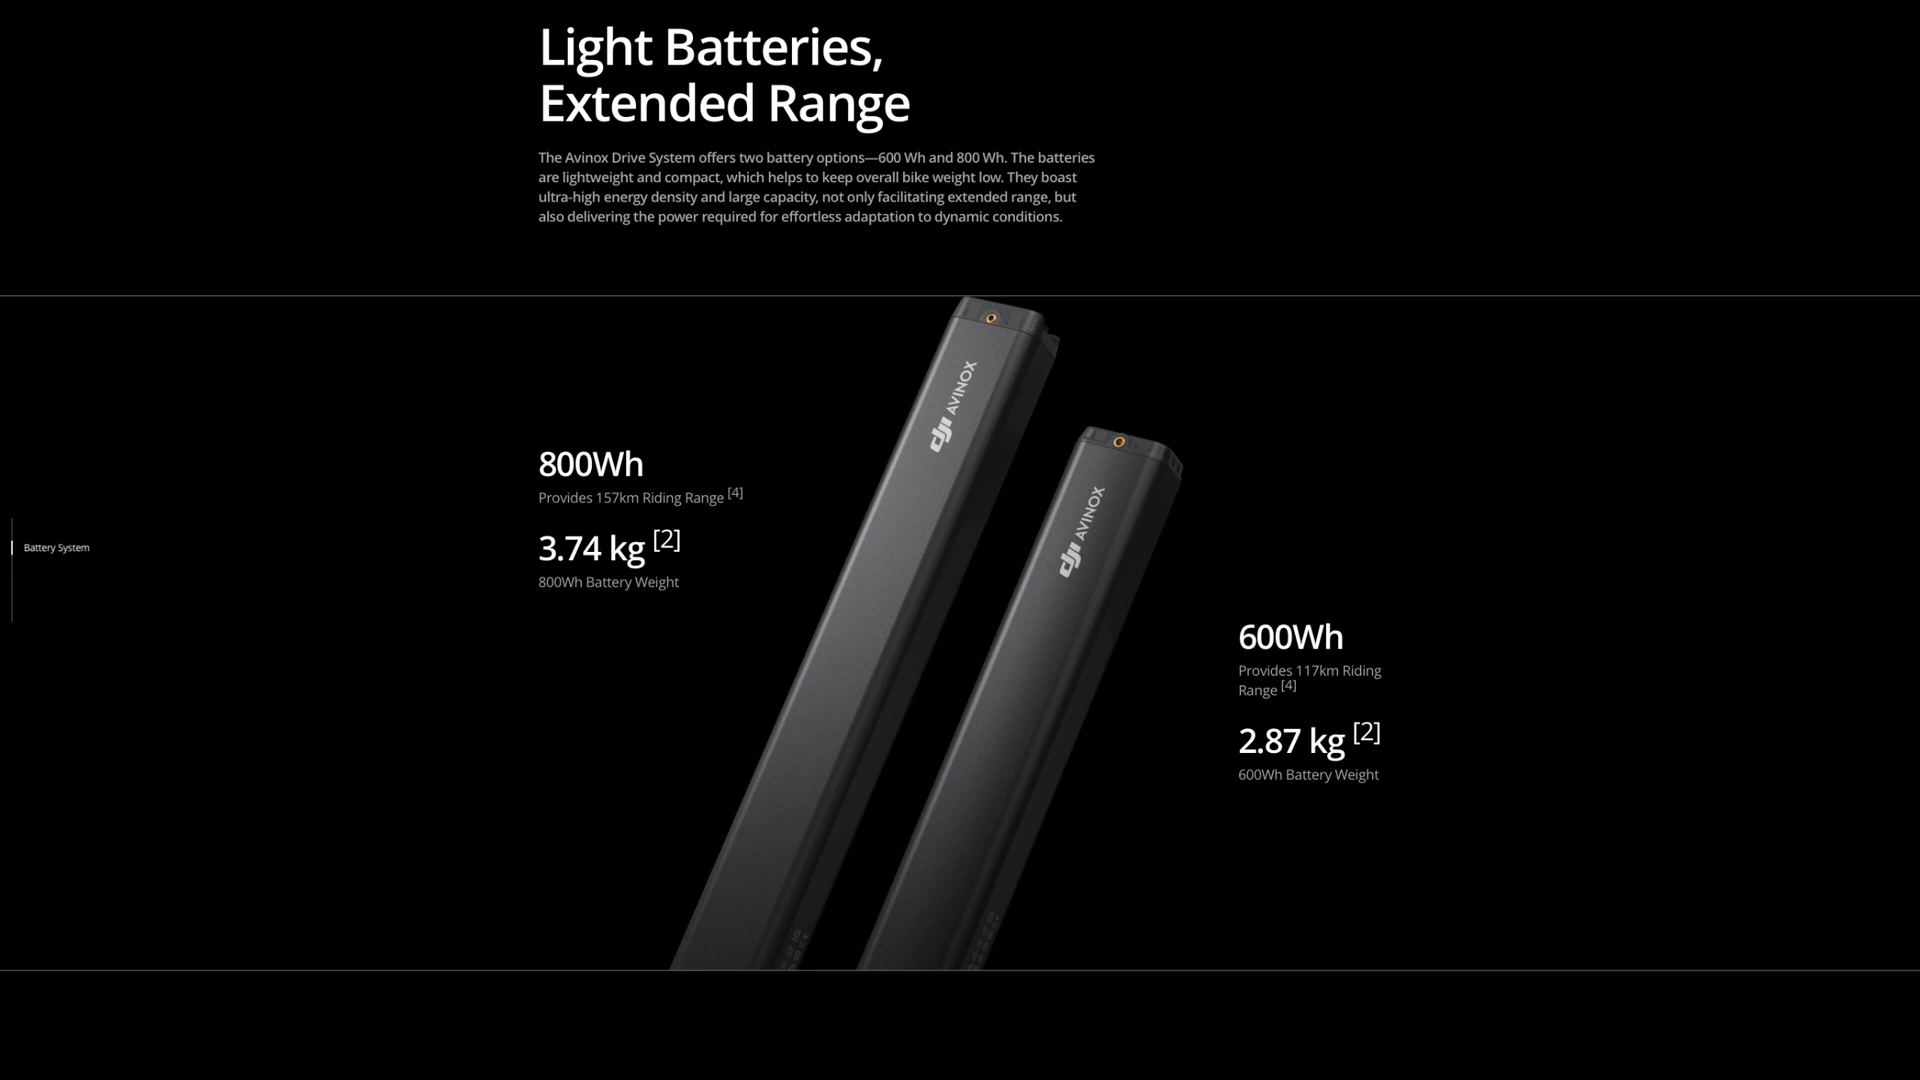 Light Batteries,
Extended Range
The Avinox Drive System offers two battery options—600 Wh and 800 Wh. The batteries
are lightweight and compact, which helps to keep overall bike weight low. They boast
ultra-high energy density and large capacity, not only facilitating extended range, but
also delivering the power required for effortless adaptation to dynamic conditions.
dji AVINOX
dji AVINOX
800Wh
Provides 157km Riding Range [4]
3.74 kg [2]
800Wh Battery Weight
Battery System
600Wh
Provides 117km Riding
Range [4]
2.87 kg [2]
600Wh Battery Weight